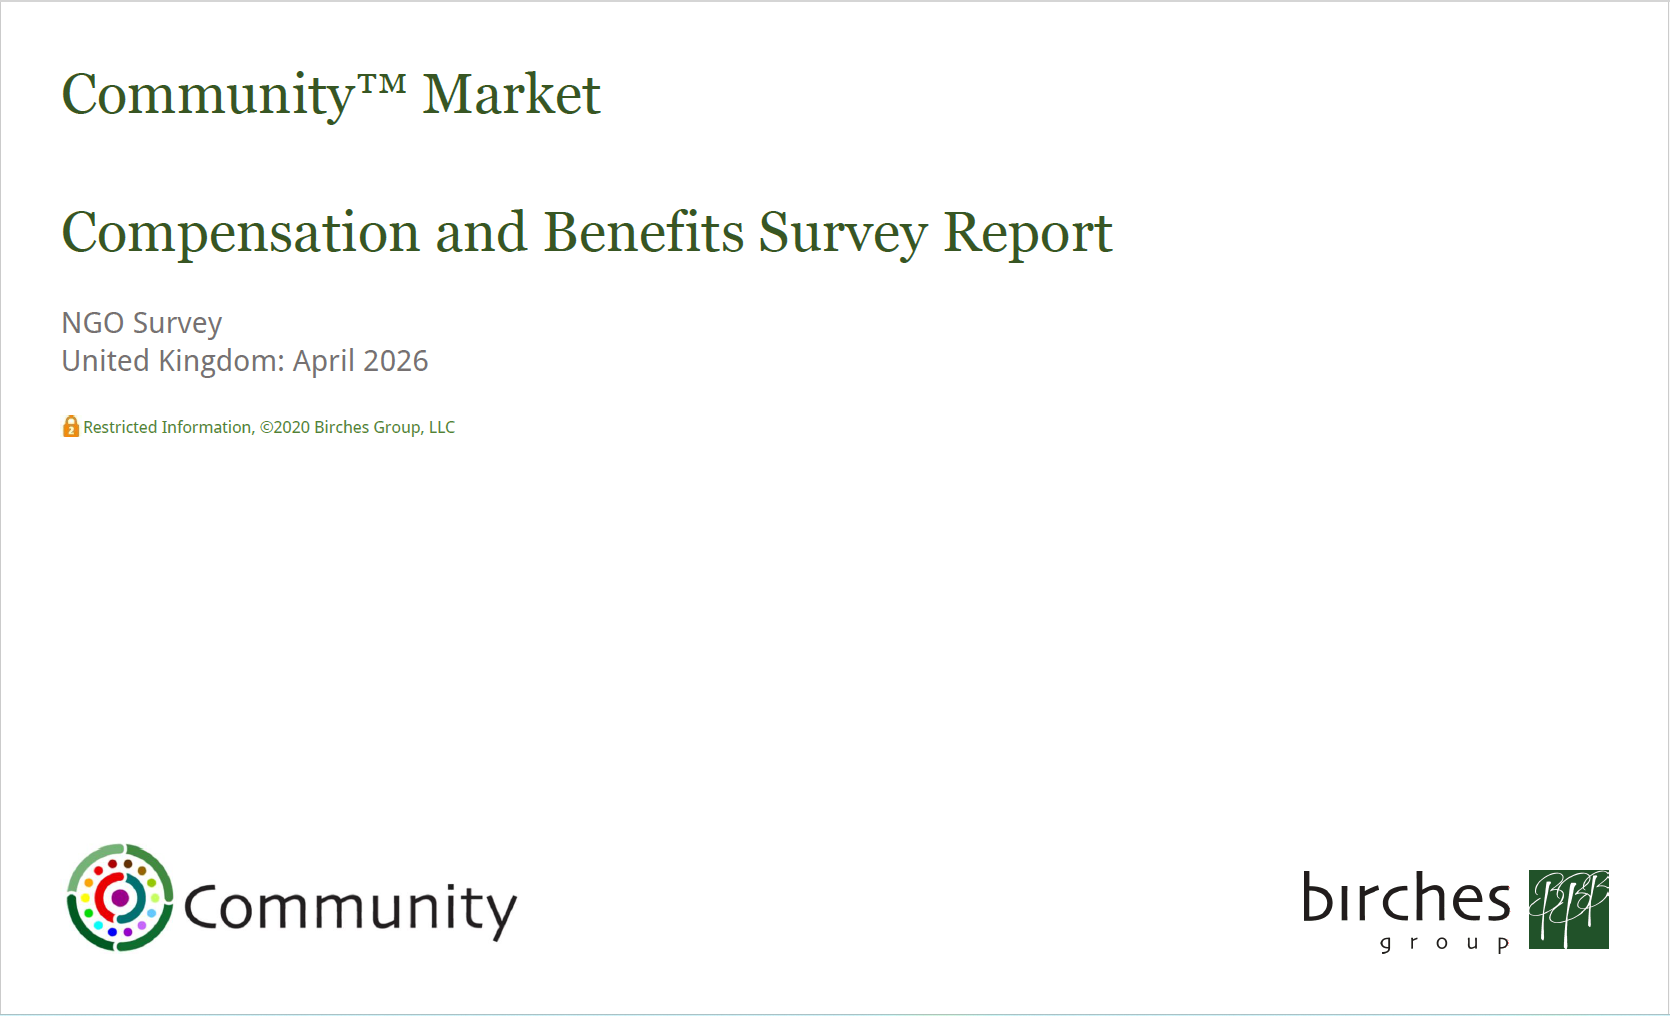 Community™ Market
Compensation and Benefits Survey Report
NGO Survey
United Kingdom: April 2026
2 Restricted Information, ©2020 Birches Group, LLC
Community
birches
group